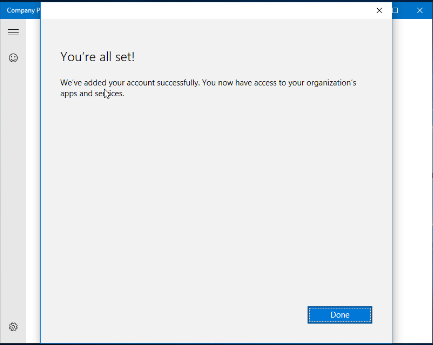 Company P
You're all set!
We've added your account successfully. You now have access to your organization's
apps and services.
Done